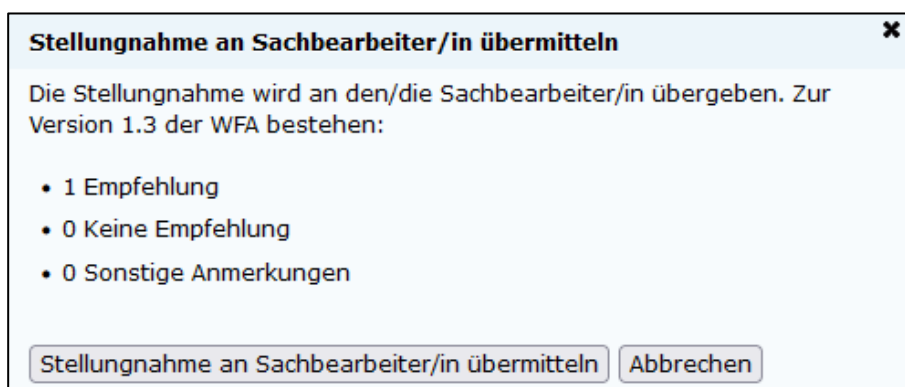 Stellungnahme an Sachbearbeiter/in übermitteln
Die Stellungnahme wird an den/die Sachbearbeiter/in übergeben. Zur
Version 1.3 der WFA bestehen:
• 1 Empfehlung
• 0 Keine Empfehlung
• 0 Sonstige Anmerkungen
Stellungnahme an Sachbearbeiter/in übermitteln Abbrechen